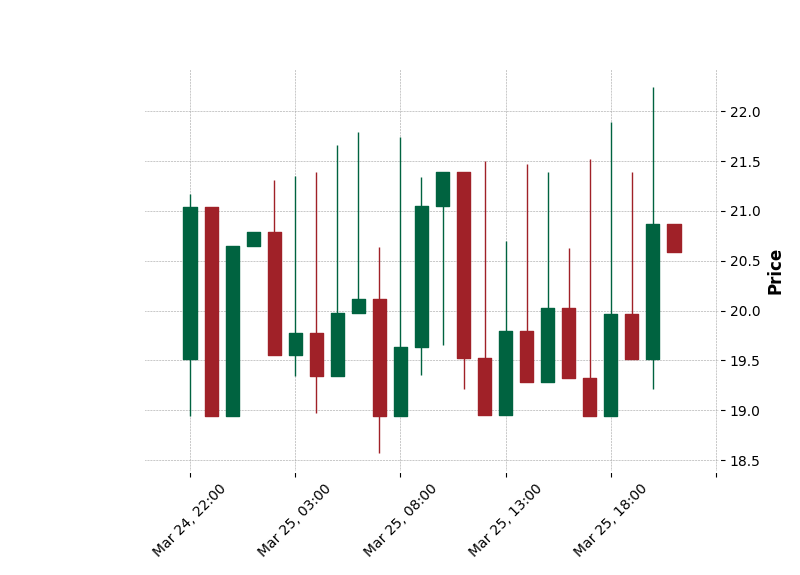 22.0
21.5
21.0
20.5
20.0
19.5
19.0
18.5
Price
Mar 24, 22:00
Mar 25, 03:00
Mar 25, 08:00
Mar 25, 13:00
Mar 25, 18:00